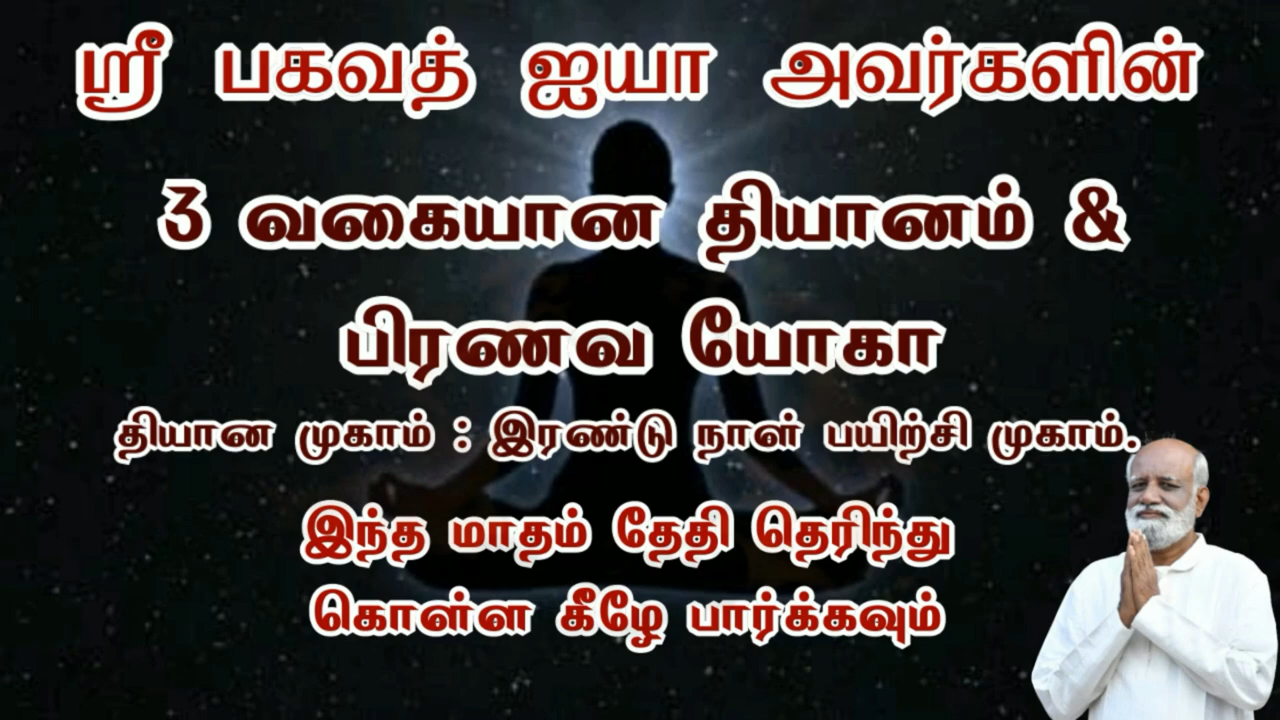 ஸ்ரீ பகவத் ஐயா அவர்களின்
3 வகையான தியானம் &
பிரணவ யோகா
தியான முகாம் : இரண்டு நாள் பயிற்சி முகாம்.
இந்த மாதம் தேதி தெரிந்து
கொள்ள கீழே பார்க்கவும்